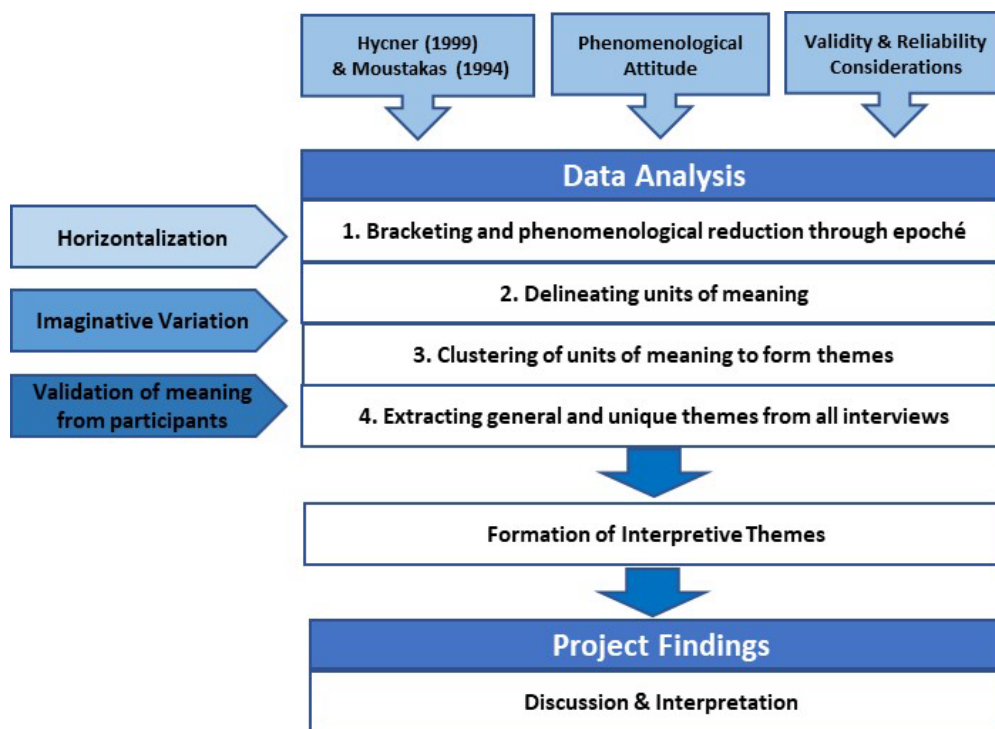 Hycner (1999)
& Moustakas (1994)
Phenomenological
Attitude
Validity & Reliability
Considerations
Data Analysis
Horizontalization
1. Bracketing and phenomenological reduction through epoché
2. Delineating units of meaning
Imaginative Variation
3. Clustering of units of meaning to form themes
Validation of meaning
from participants
4. Extracting general and unique themes from all interviews
Formation of Interpretive Themes
Project Findings
Discussion & Interpretation